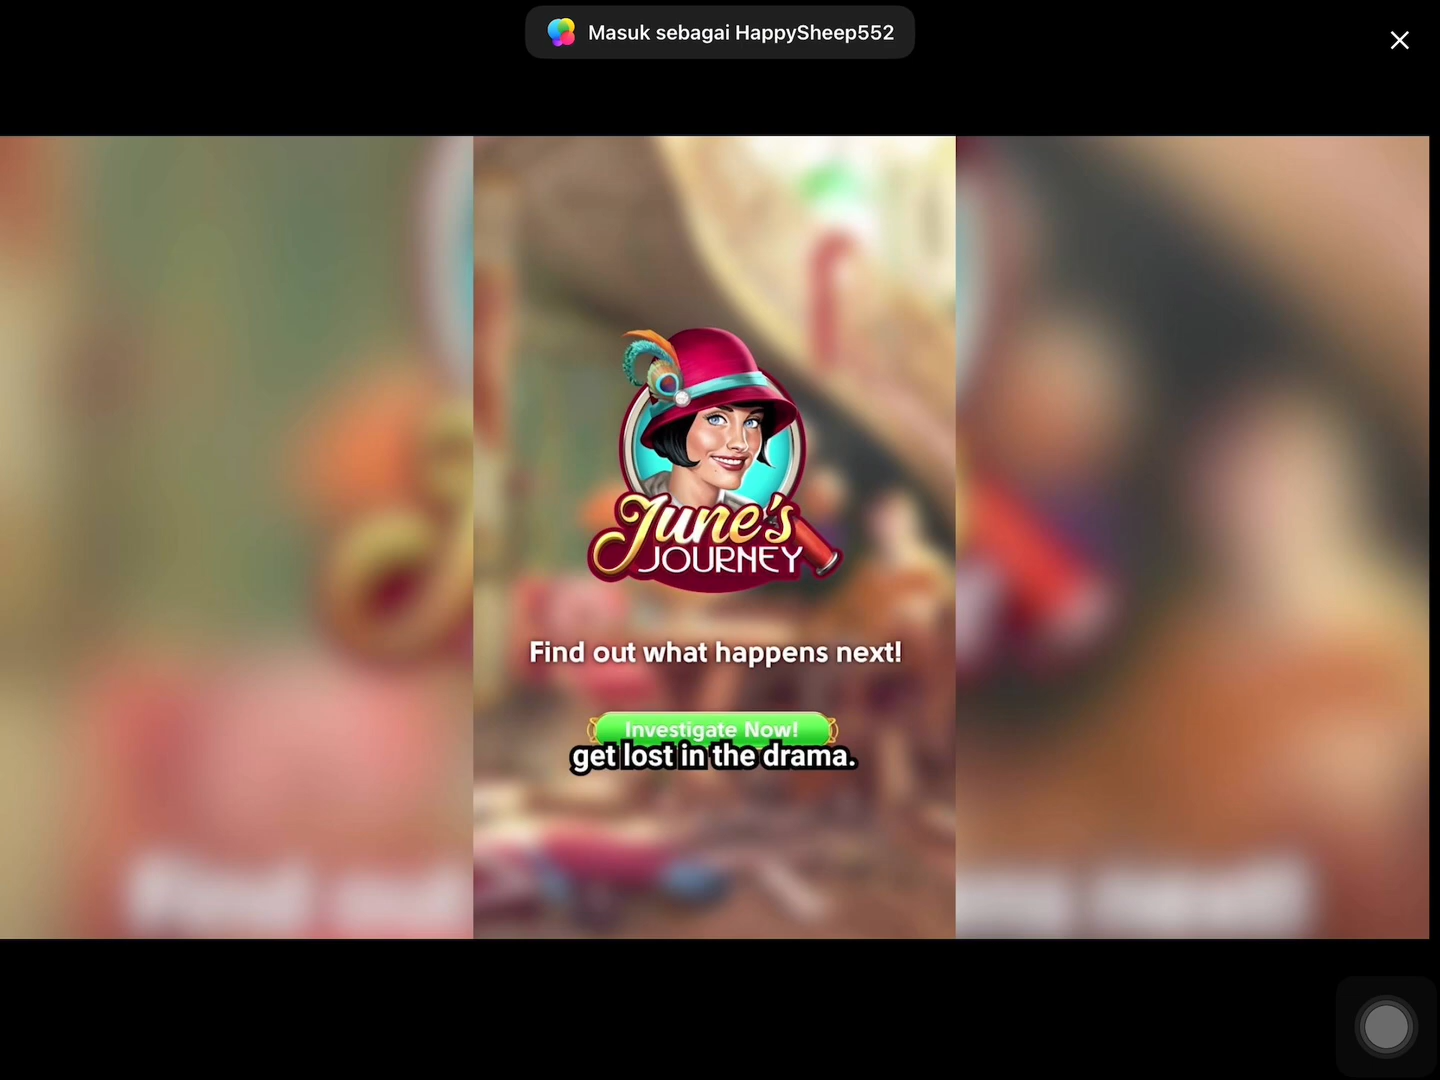 Masuk sebagai HappySheep552
June's
JOURNEY
Find out what happens next!
Investigate Now!
get lost in the drama.